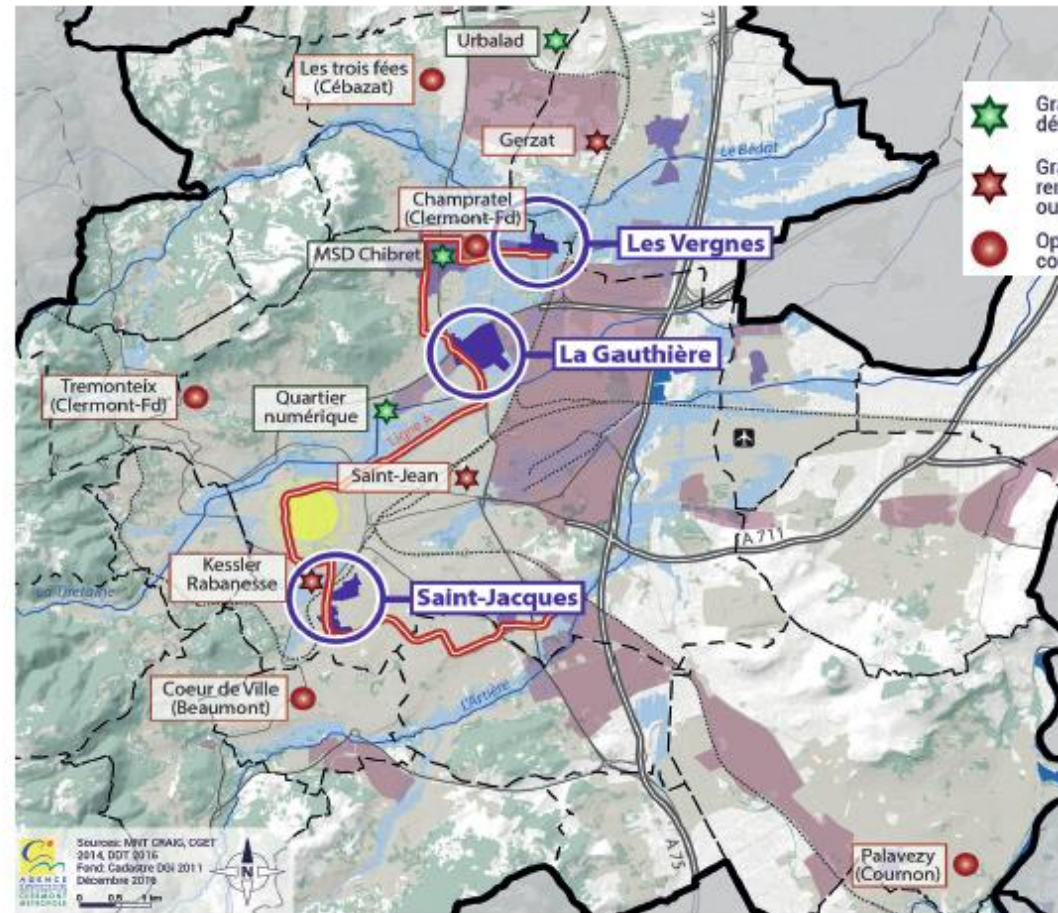 71
Urbalad
Les trois fées
(Cébazat)
Gerzat
Le Bédat
Champratel
(Clermont-Fd)
MSD Chibret
Les Vergnes
La Gauthière
Tremonteix
(Clermont-Fd)
Quartier
numérique
Ligne A
Saint-Jean
A 711
Kessler
Rabanesse
La Tiretaine
Saint-Jacques
Coeur de Ville
(Beaumont)
L'Artière
A 75
Palavezy
(Cournon)
Sources: MNT CRAIG, CGET
2014, DDT 2016
Fond: Cadastre DGi 2011
Décembre 2016
N
0 0.5 1 km
AGENCE
CLERMONT
METROPOLE